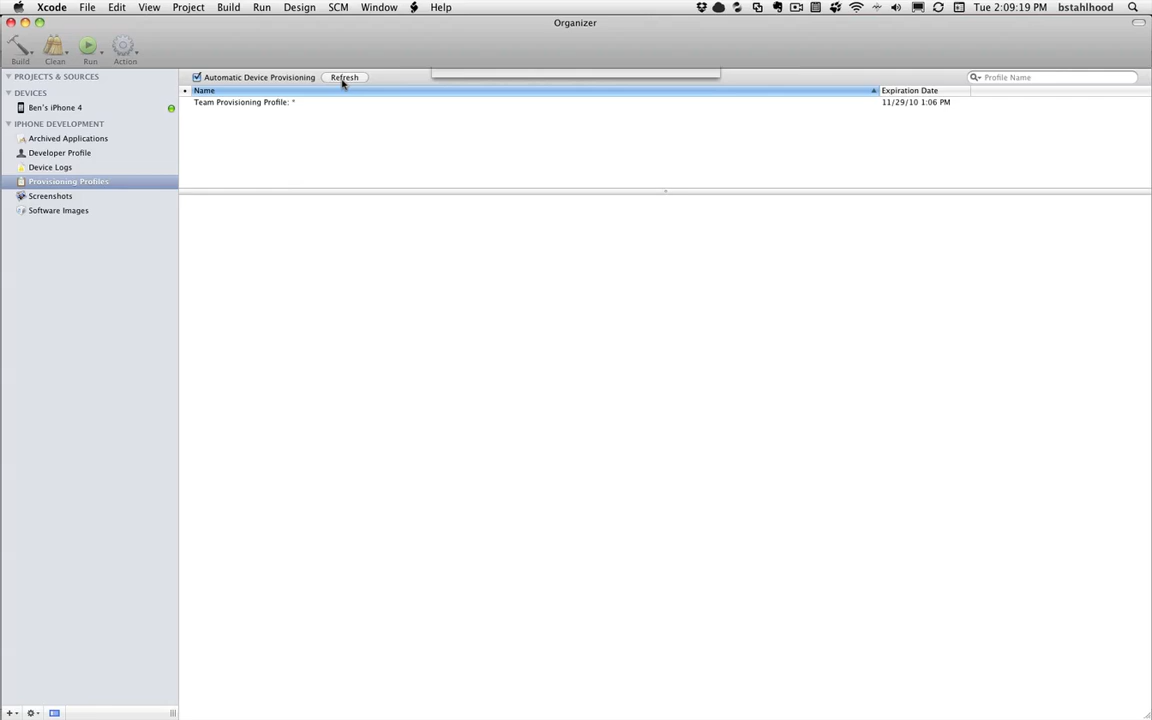 Xcode File Edit View Project Build Run Design SCM Window Help Tue 2:09:19 PM bstahlhood
Organizer
Build Clean Run Action
PROJECTS & SOURCES
DEVICES
Ben's iPhone 4
IPHONE DEVELOPMENT
Archived Applications
Developer Profile
Device Logs
Provisioning Profiles
Screenshots
Software Images
Automatic Device Provisioning Refresh Profile Name
Name Expiration Date
Team Provisioning Profile: * 11/29/10 1:06 PM